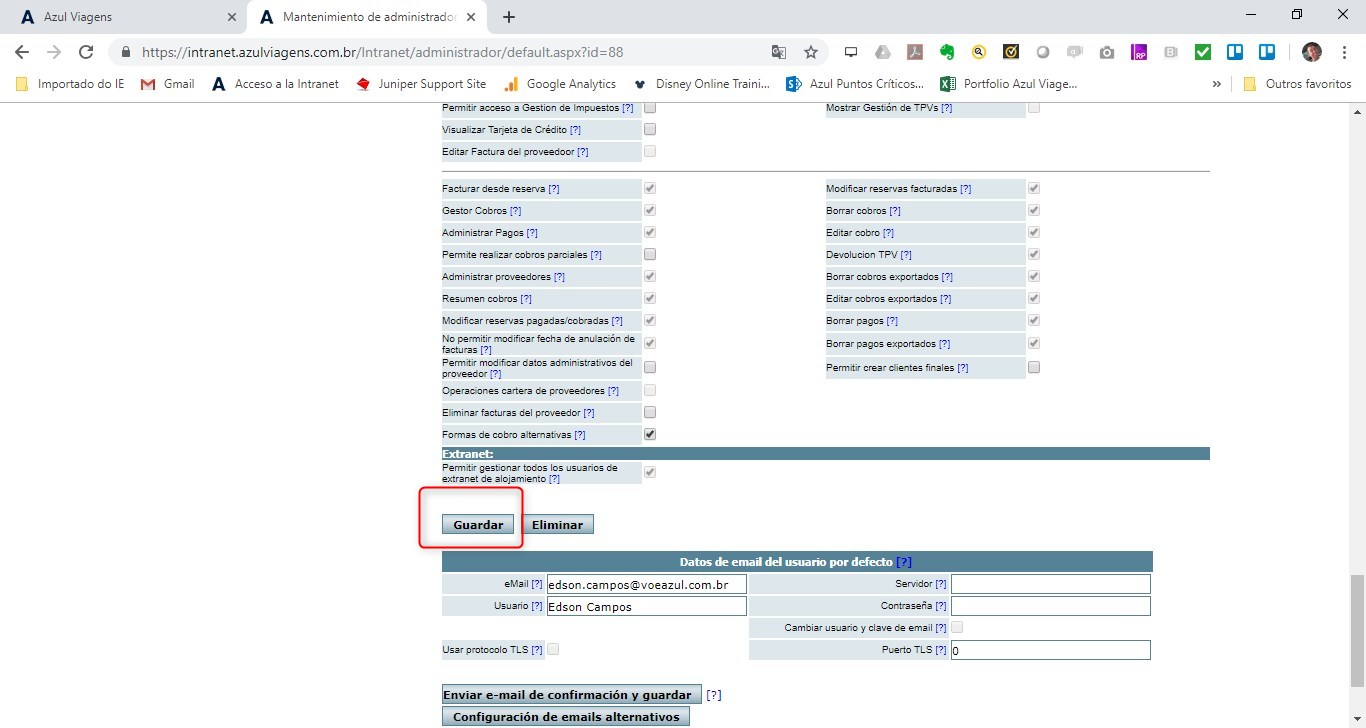 Azul Viagens
Mantenimiento de administrador
https://intranet.azulviagens.com.br/Intranet/administrador/default.aspx?id=88
Importado do IE
Gmail
Acceso a la Intranet
Juniper Support Site
Google Analytics
Disney Online Traini...
Azul Puntos Críticos...
Portfolio Azul Viage...
»
Outros favoritos
Permitir acceso a Gestion de Impuestos [?]
Mostrar Gestión de TPVs [?]
Visualizar Tarjeta de Crédito [?]
Editar Factura del proveedoor [?]
Facturar desde reserva [?]
Modificar reservas facturadas [?]
Gestor Cobros [?]
Borrar cobros [?]
Administrar Pagos [?]
Editar cobro [?]
Permite realizar cobros parciales [?]
Devolucion TPV [?]
Administrar proveedores [?]
Borrar cobros exportados [?]
Resumen cobros [?]
Editar cobros exportados [?]
Modificar reservas pagadas/cobradas [?]
Borrar pagos [?]
No permitir modificar fecha de anulación de
facturas [?]
Borrar pagos exportados [?]
Permitir modificar datos administrativos del
proveedor [?]
Permitir crear clientes finales [?]
Operaciones cartera de proveedores [?]
Eliminar facturas del proveedor [?]
Formas de cobro alternativas [?]
Extranet:
Permitir gestionar todos los usuarios de
extranet de alojamiento [?]
Guardar
Eliminar
Datos de email del usuario por defecto [?]
eMail [?]
edson.campos@voeazul.com.br
Servidor [?]
Usuario [?]
Edson Campos
Contraseña [?]
Cambiar usuario y clave de email [?]
Usar protocolo TLS [?]
Puerto TLS [?]
0
Enviar e-mail de confirmación y guardar
[?]
Configuración de emails alternativos